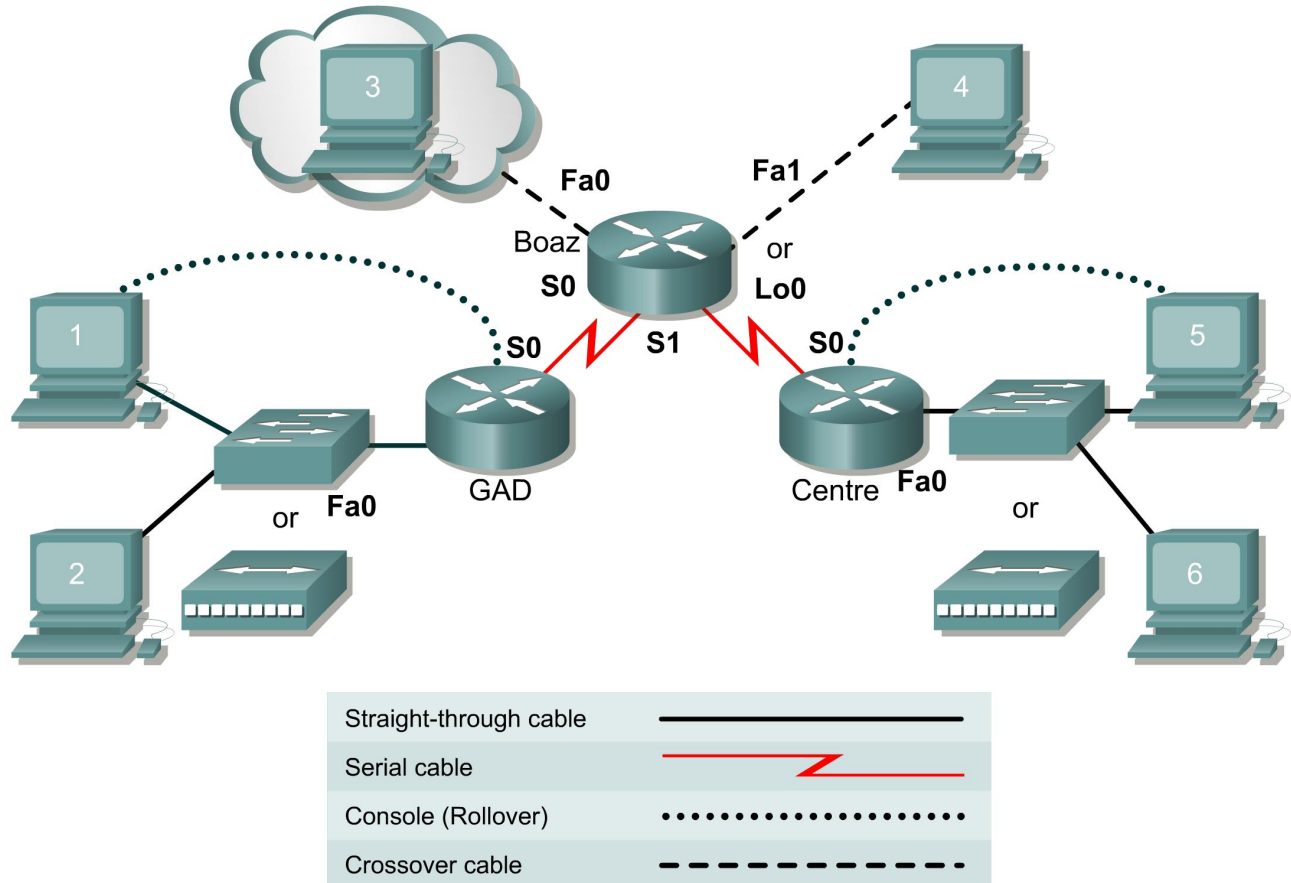 3
4
Fa0
Fa1
Boaz
or
S0
Lo0
1
S0
S1
S0
5
GAD
Centre
Fa0
Fa0
or
or
2
6
Straight-through cable
Serial cable
Console (Rollover)
Crossover cable